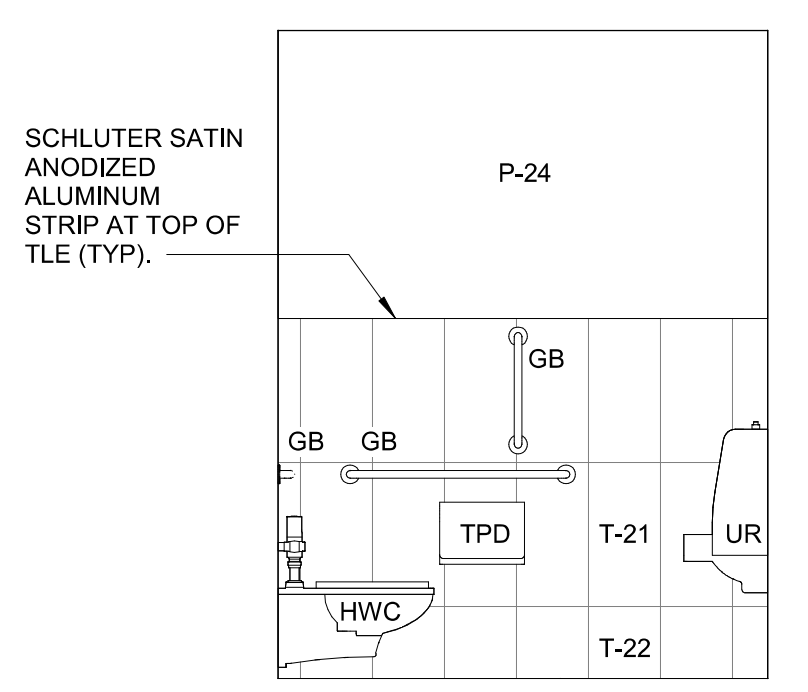 SCHLUTER SATIN
ANODIZED
ALUMINUM
STRIP AT TOP OF
TLE (TYP).
P-24
GB
GB GB
TPD
T-21
UR
HWC
T-22